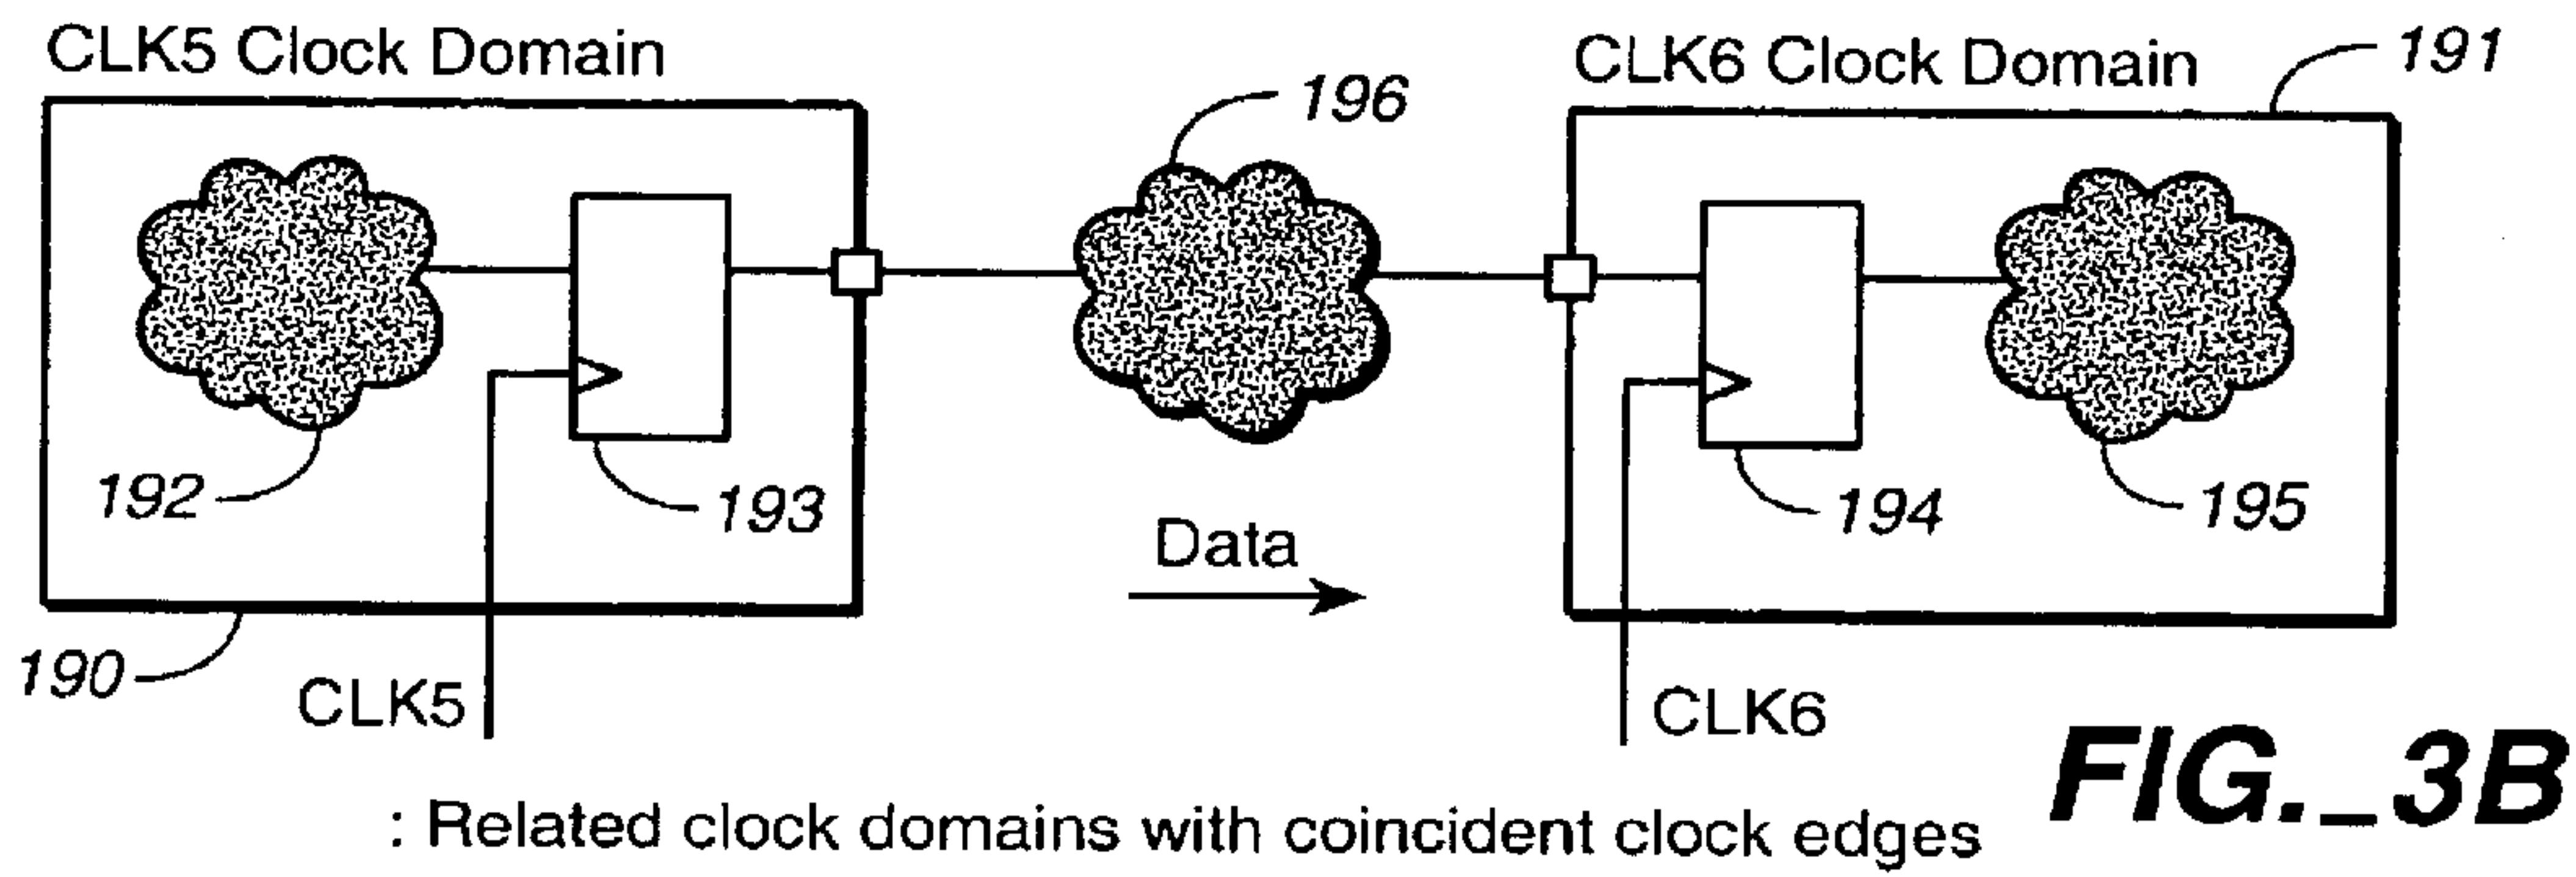 CLK5 Clock Domain
CLK6 Clock Domain
191
196
192
193
194
195
Data
190
CLK5
CLK6
FIG._3B
: Related clock domains with coincident clock edges